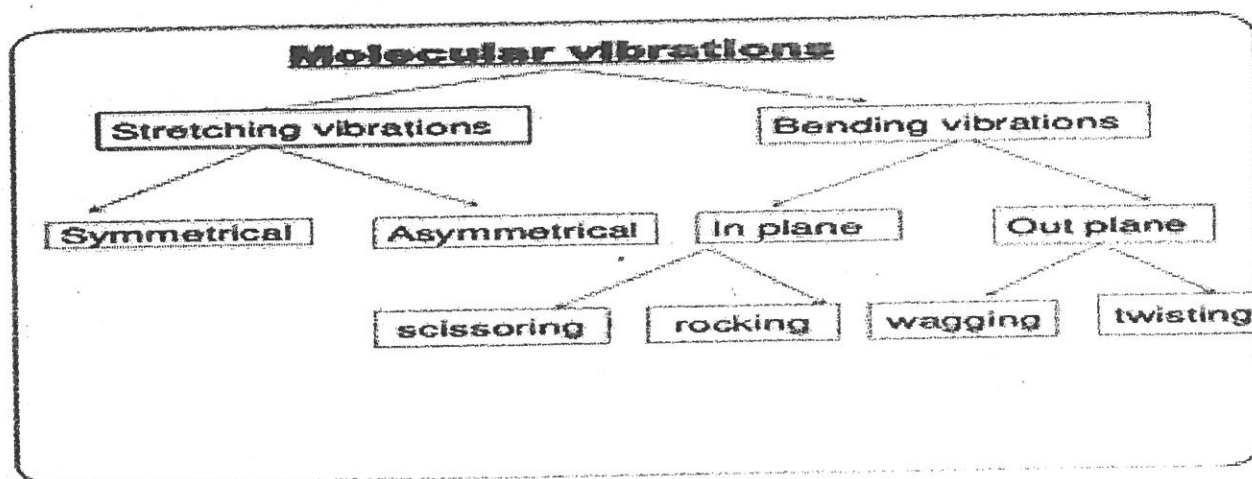 Molecular vibrations
Stretching vibrations
Bending vibrations
Symmetrical
Asymmetrical
In plane
Out plane
scissoring
rocking
wagging
twisting